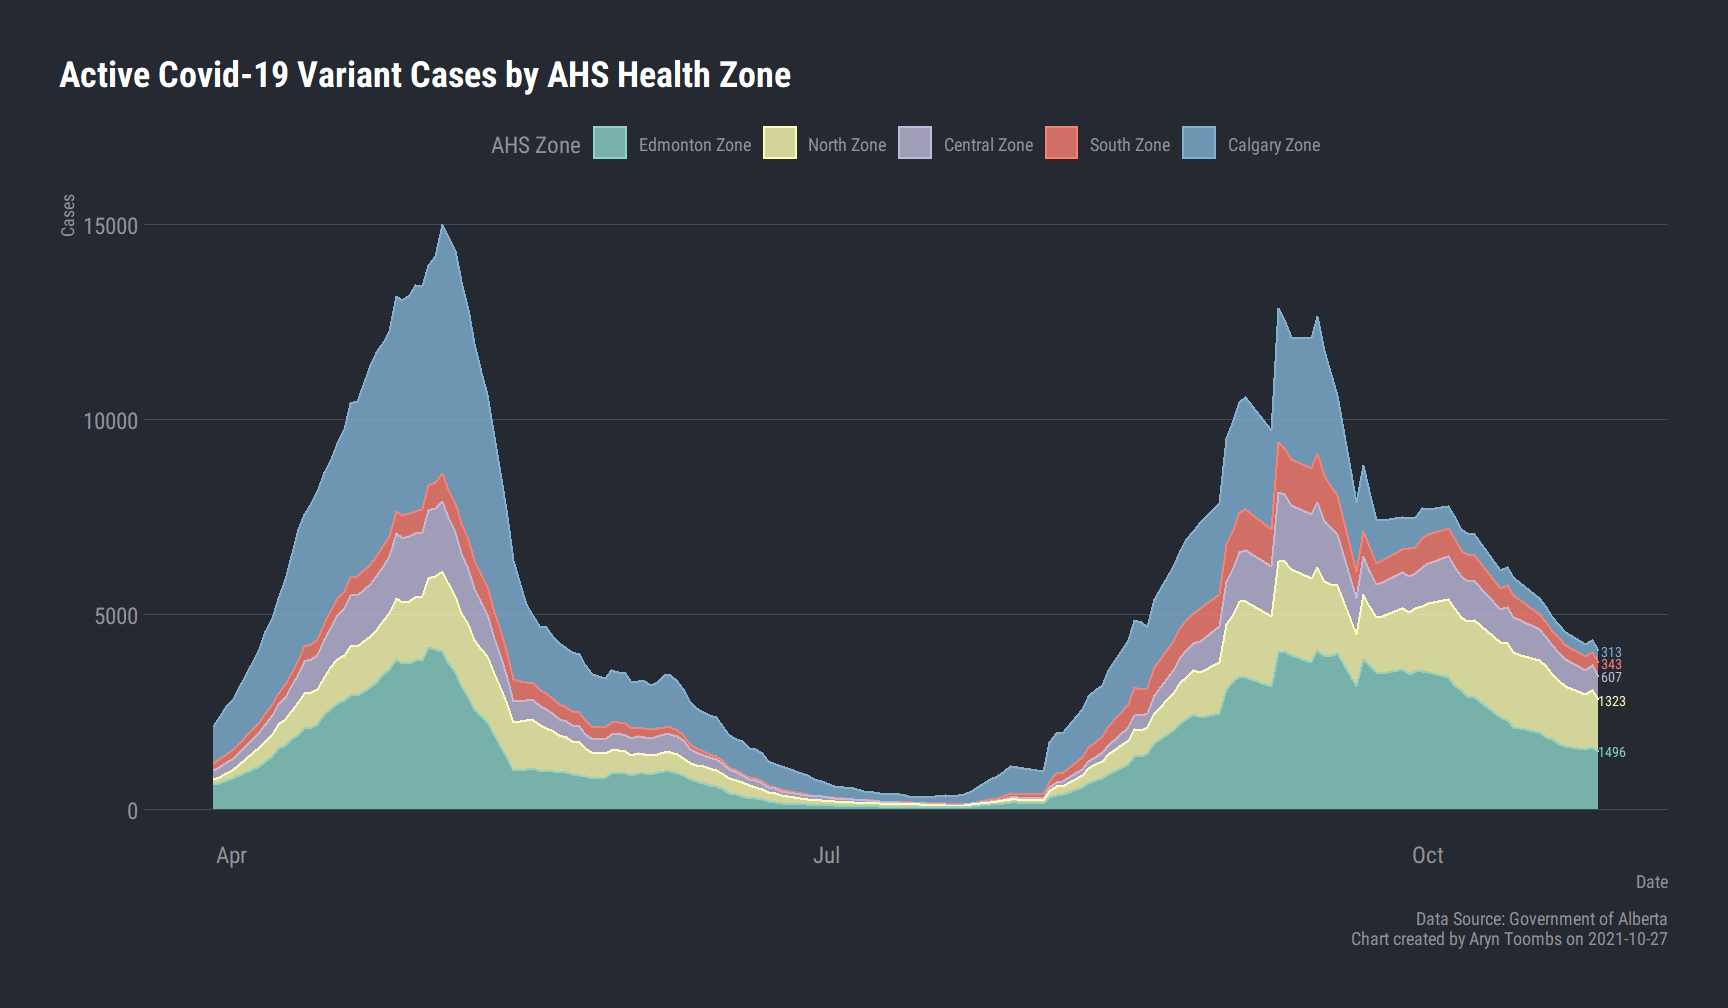 Active Covid-19 Variant Cases by AHS Health Zone
AHS Zone Edmonton Zone North Zone Central Zone South Zone Calgary Zone
Cases
15000
10000
5000
0
313
343
607
1323
1496
Apr Jul Oct
Date
Data Source: Government of Alberta
Chart created by Aryn Toombs on 2021-10-27